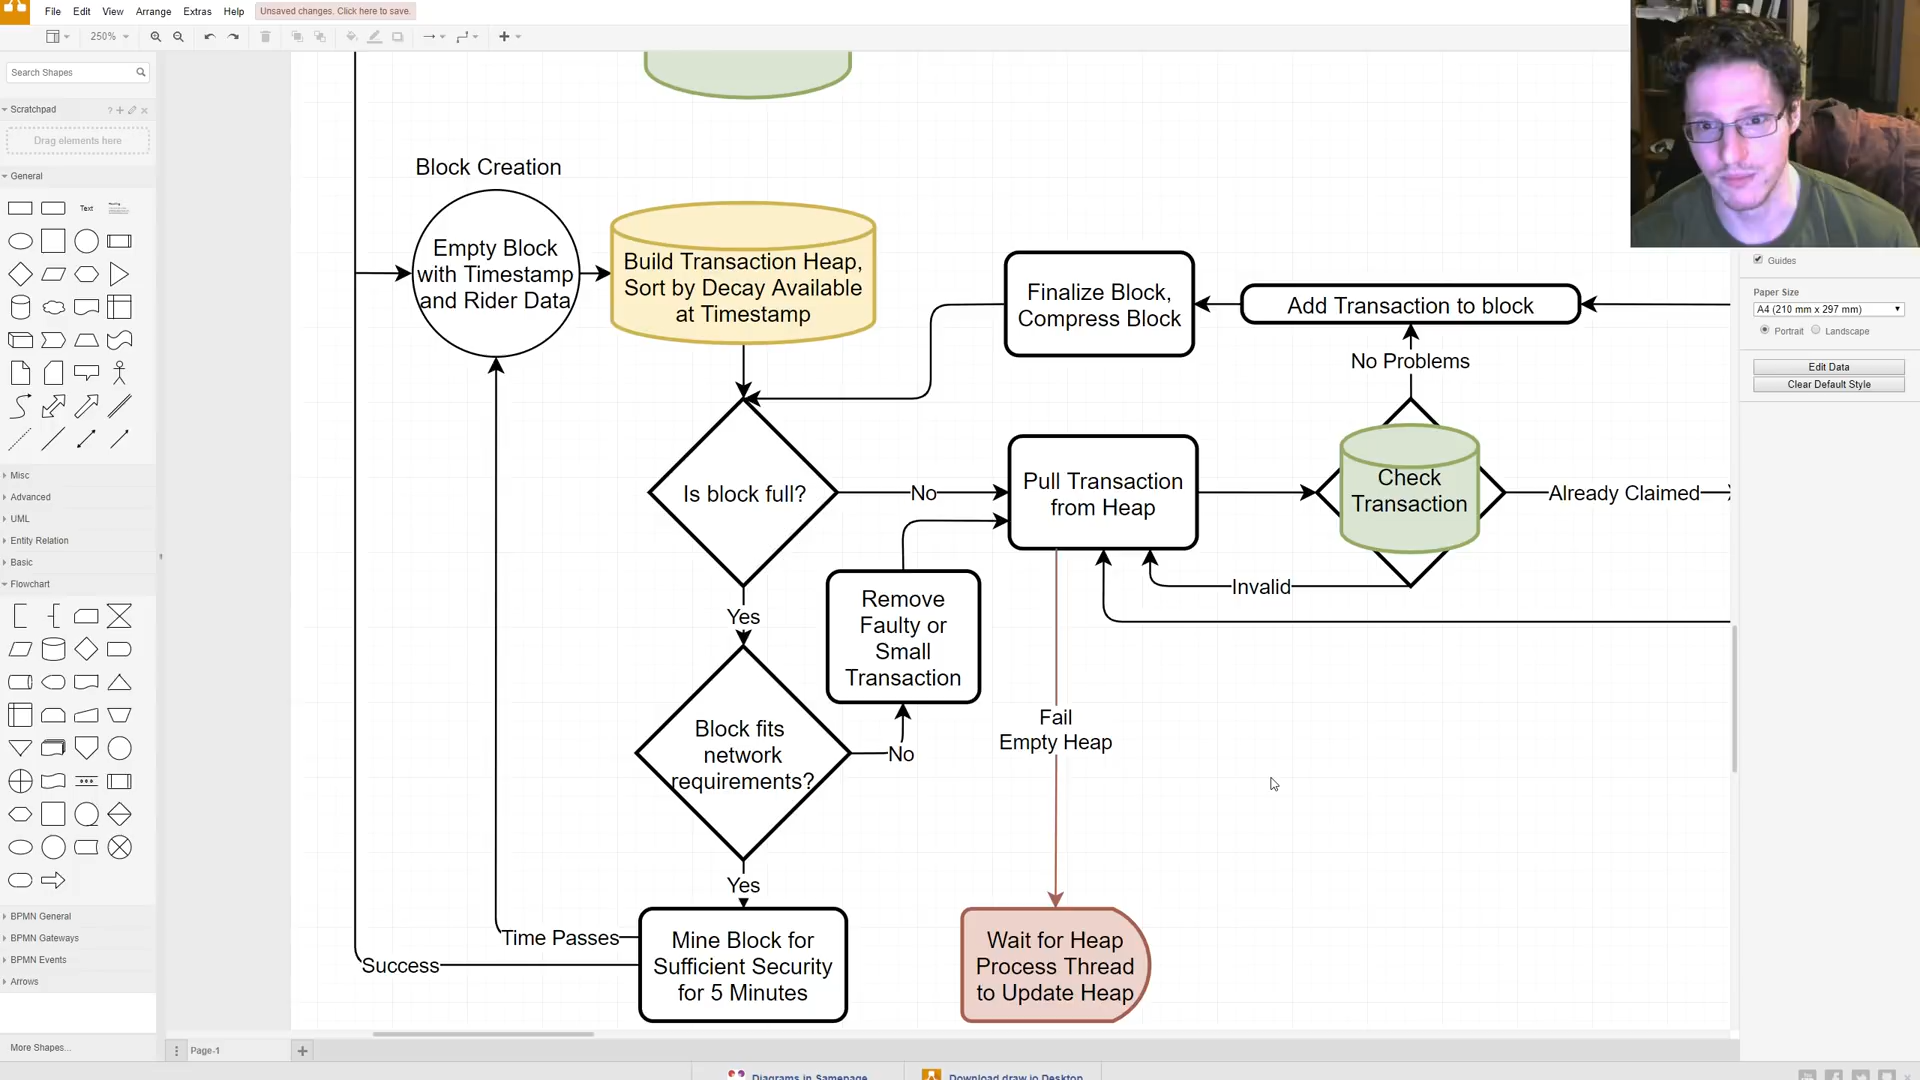 File Edit View Arrange Extras Help Unsaved changes. Click here to save.
250%
Search Shapes
Scratchpad
Drag elements here
General
Text
Misc
Advanced
UML
Entity Relation
Basic
Flowchart
BPMN General
BPMN Gateways
BPMN Events
Arrows
More Shapes...
Block Creation
Empty Block
with Timestamp
and Rider Data
Build Transaction Heap,
Sort by Decay Available
at Timestamp
Finalize Block,
Compress Block
Add Transaction to block
No Problems
Is block full?
No
Pull Transaction
from Heap
Check
Transaction
Already Claimed
Invalid
Yes
Remove
Faulty or
Small
Transaction
Block fits
network
requirements?
No
Fail
Empty Heap
Yes
Time Passes
Success
Mine Block for
Sufficient Security
for 5 Minutes
Wait for Heap
Process Thread
to Update Heap
Guides
Paper Size
A4 (210 mm x 297 mm)
Portrait Landscape
Edit Data
Clear Default Style
Page-1
Diagrams in Samepage
Download draw.io Desktop